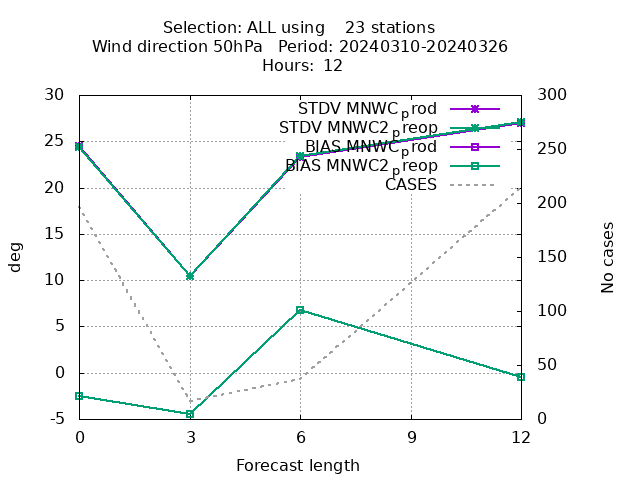 Selection: ALL using    23 stations
Wind direction 50hPa   Period: 20240310-20240326
Hours:  12
STDV MNWC_prod
STDV MNWC2_preop
BIAS MNWC_prod
BIAS MNWC2_preop
CASES
30
25
20
15
10
5
0
-5
deg
300
250
200
150
100
50
0
No cases
0 3 6 9 12
Forecast length